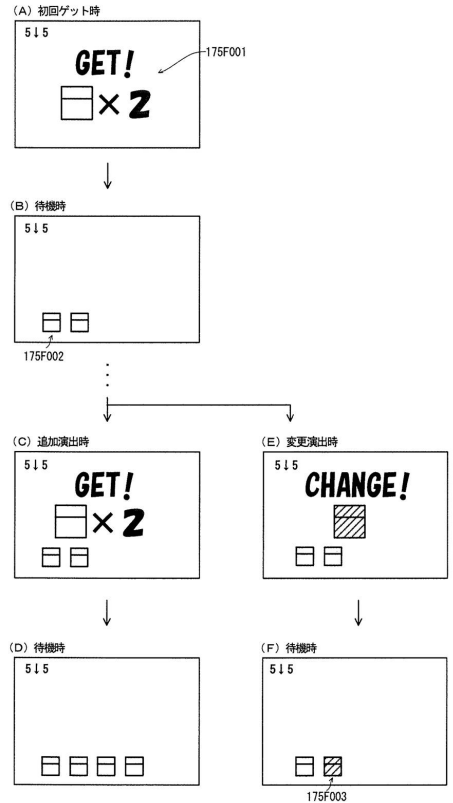 (A) 初回ゲット時
5↓5
GET!
×2
175F001
(B) 待機時
5↓5
175F002
(C) 追加演出時
5↓5
GET!
×2
(E) 変更演出時
5↓5
CHANGE!
(D) 待機時
5↓5
(F) 待機時
5↓5
175F003